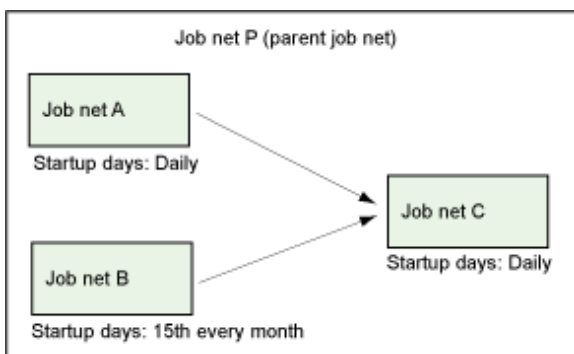 Job net P (parent job net)
Job net A
Startup days: Daily
Job net C
Startup days: Daily
Job net B
Startup days: 15th every month